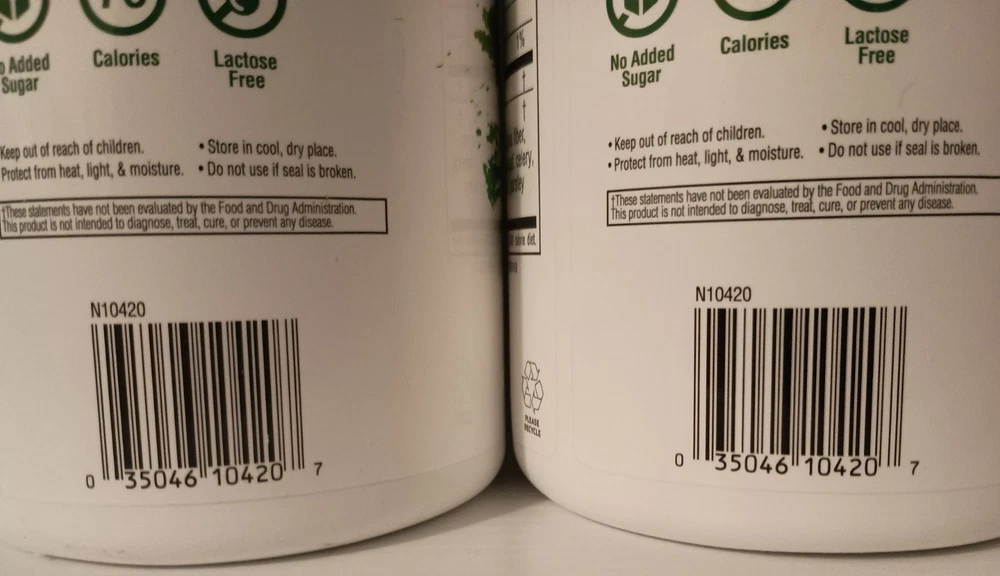 Added
Sugar
Calories
Lactose
Free
Keep out of reach of children.
• Store in cool, dry place.
Protect from heat, light, & moisture.
• Do not use if seal is broken.
†These statements have not been evaluated by the Food and Drug Administration.
This product is not intended to diagnose, treat, cure, or prevent any disease.
N10420
0 35046 10420 7
1%
†
†
celery,
diet.
PLEASE
RECYCLE
No Added
Sugar
Calories
Lactose
Free
• Keep out of reach of children.
• Store in cool, dry place.
• Protect from heat, light, & moisture.
• Do not use if seal is broken.
†These statements have not been evaluated by the Food and Drug Administration.
This product is not intended to diagnose, treat, cure, or prevent any disease.
N10420
0 35046 10420 7